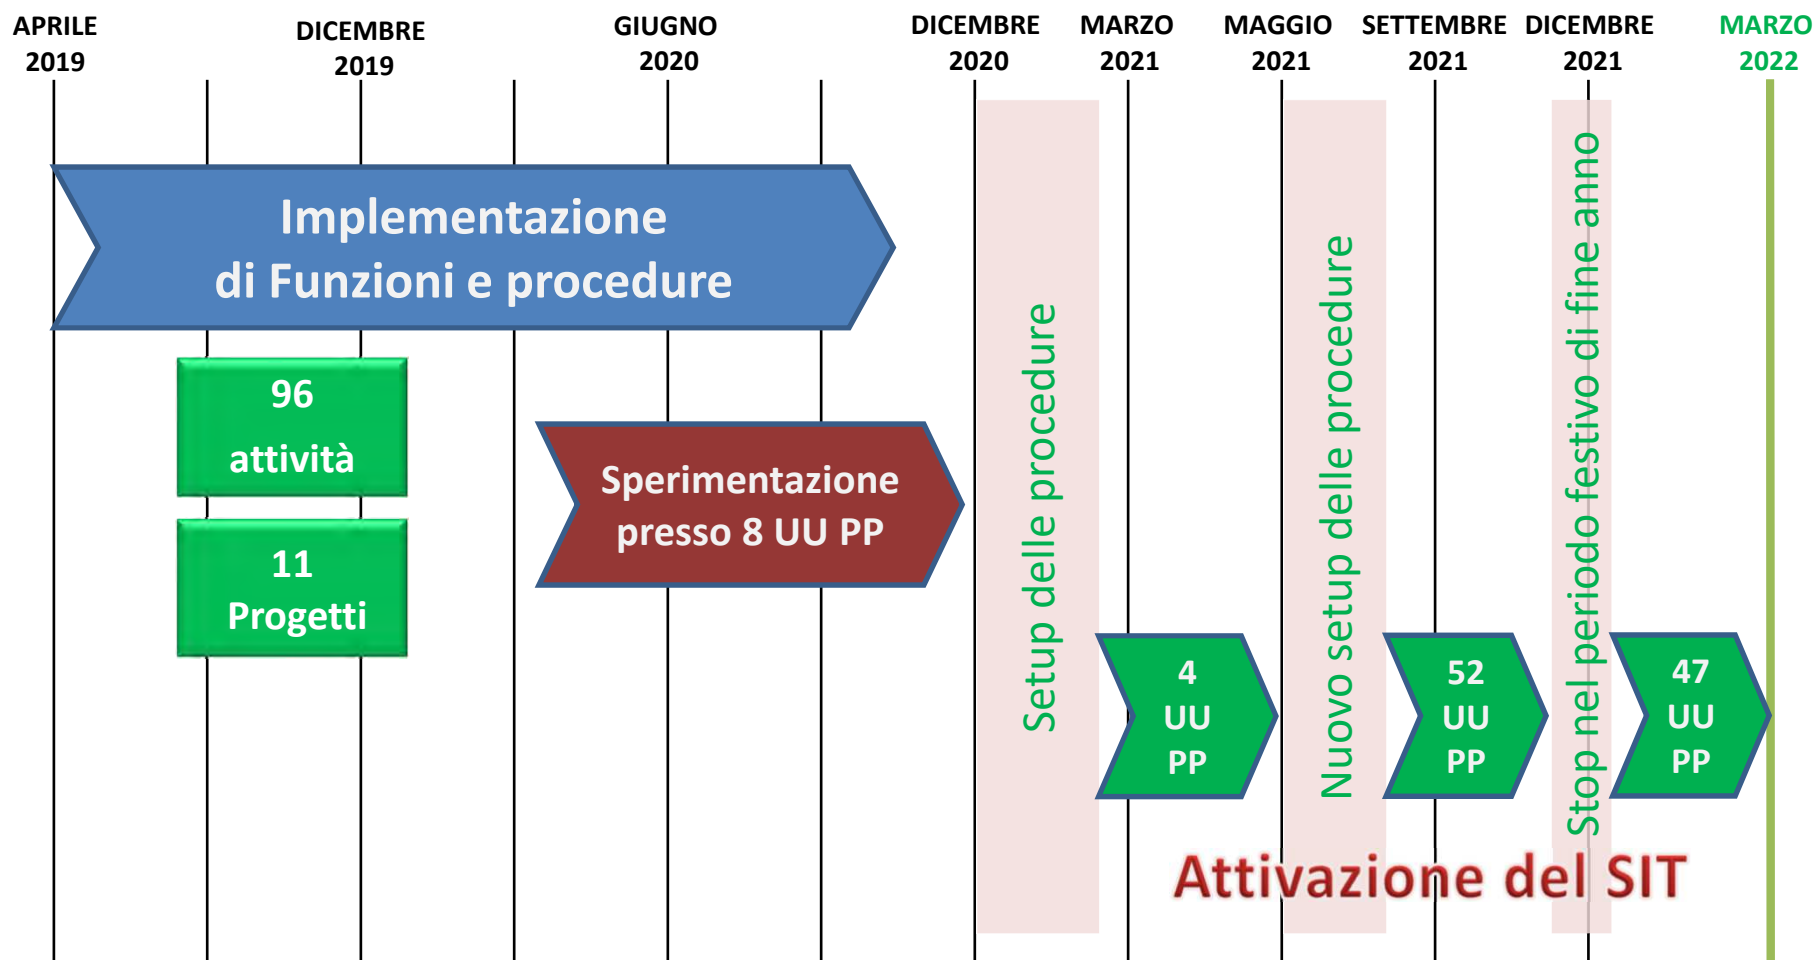 APRILE
2019
DICEMBRE
2019
GIUGNO
2020
DICEMBRE
2020
MARZO
2021
MAGGIO
2021
SETTEMBRE
2021
DICEMBRE
2021
MARZO
2022
Implementazione
di Funzioni e procedure
96
attività
11
Progetti
Sperimentazione
presso 8 UU PP
Setup delle procedure
4
UU
PP
Nuovo setup delle procedure
52
UU
PP
Stop nel periodo festivo di fine anno
47
UU
PP
Attivazione del SIT